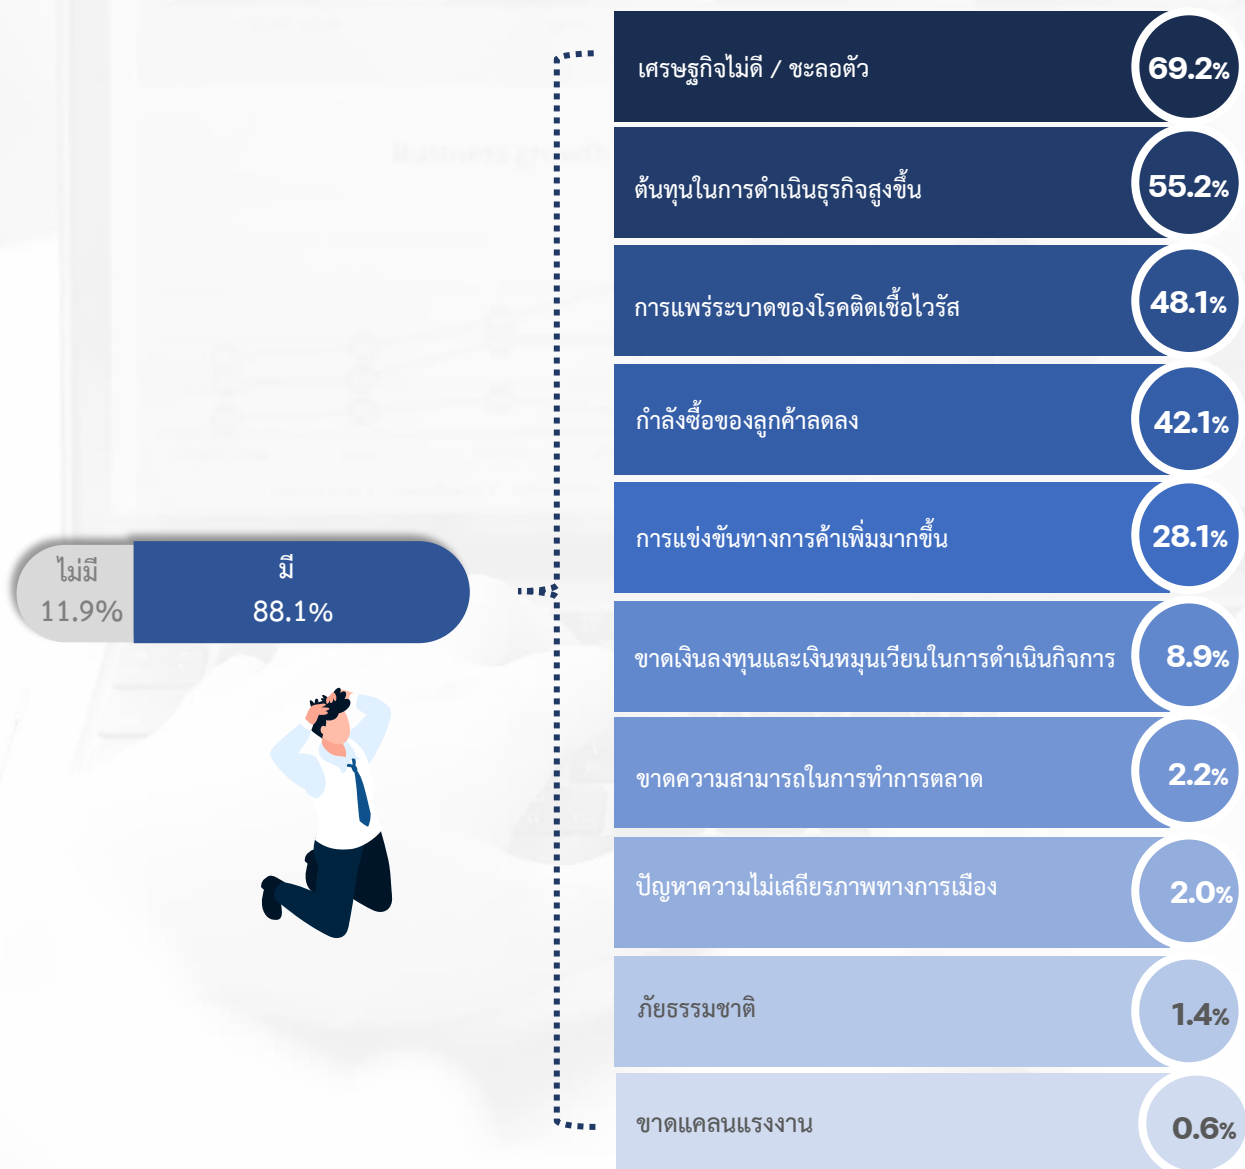 เศรษฐกิจไม่ดี / ชะลอตัว
69.2%
ต้นทุนในการดำเนินธุรกิจสูงขึ้น
55.2%
การแพร่ระบาดของโรคติดเชื้อไวรัส
48.1%
กำลังซื้อของลูกค้าลดลง
42.1%
การแข่งขันทางการค้าเพิ่มมากขึ้น
28.1%
ไม่มี
11.9%
มี
88.1%
ขาดเงินลงทุนและเงินหมุนเวียนในการดำเนินกิจการ
8.9%
ขาดความสามารถในการทำการตลาด
2.2%
ปัญหาความไม่เสถียรภาพทางการเมือง
2.0%
ภัยธรรมชาติ
1.4%
ขาดแคลนแรงงาน
0.6%
Business growth